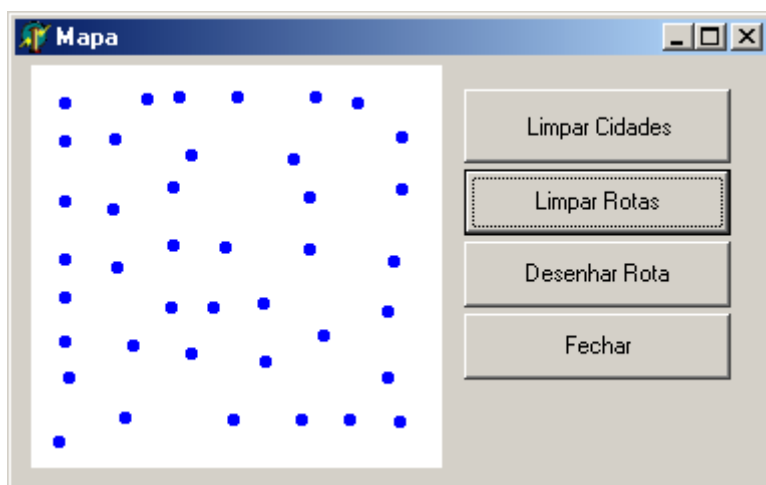 Mapa
Limpar Cidades
Limpar Rotas
Desenhar Rota
Fechar